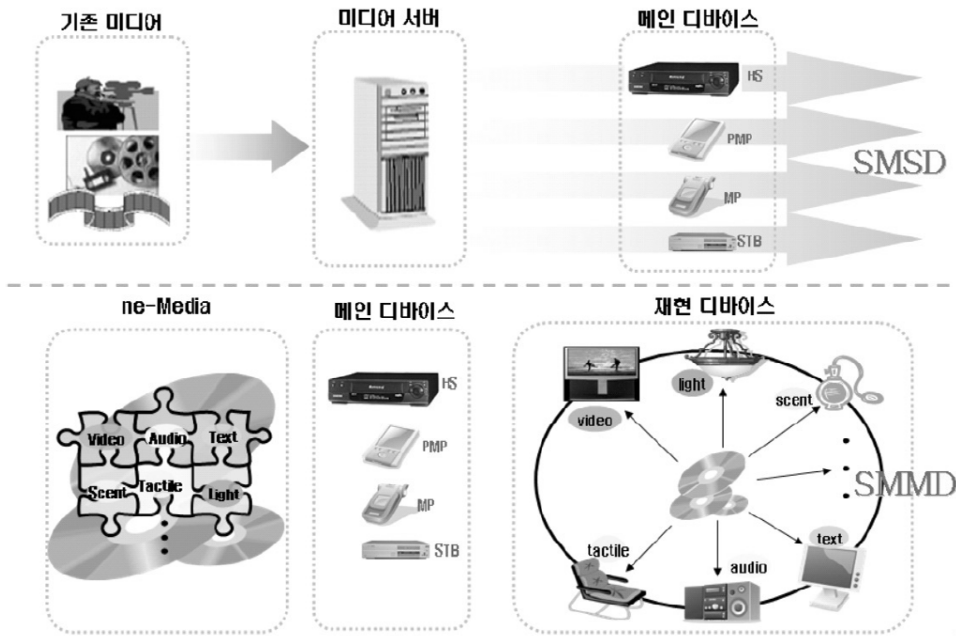 기존 미디어
미디어 서버
메인 디바이스
HS
PMP
SMSD
MP
STB
ne-Media
메인 디바이스
재현 디바이스
Video
Audio
Text
Scent
Tactile
Light
HS
PMP
MP
STB
light
scent
video
SMMD
text
tactile
audio